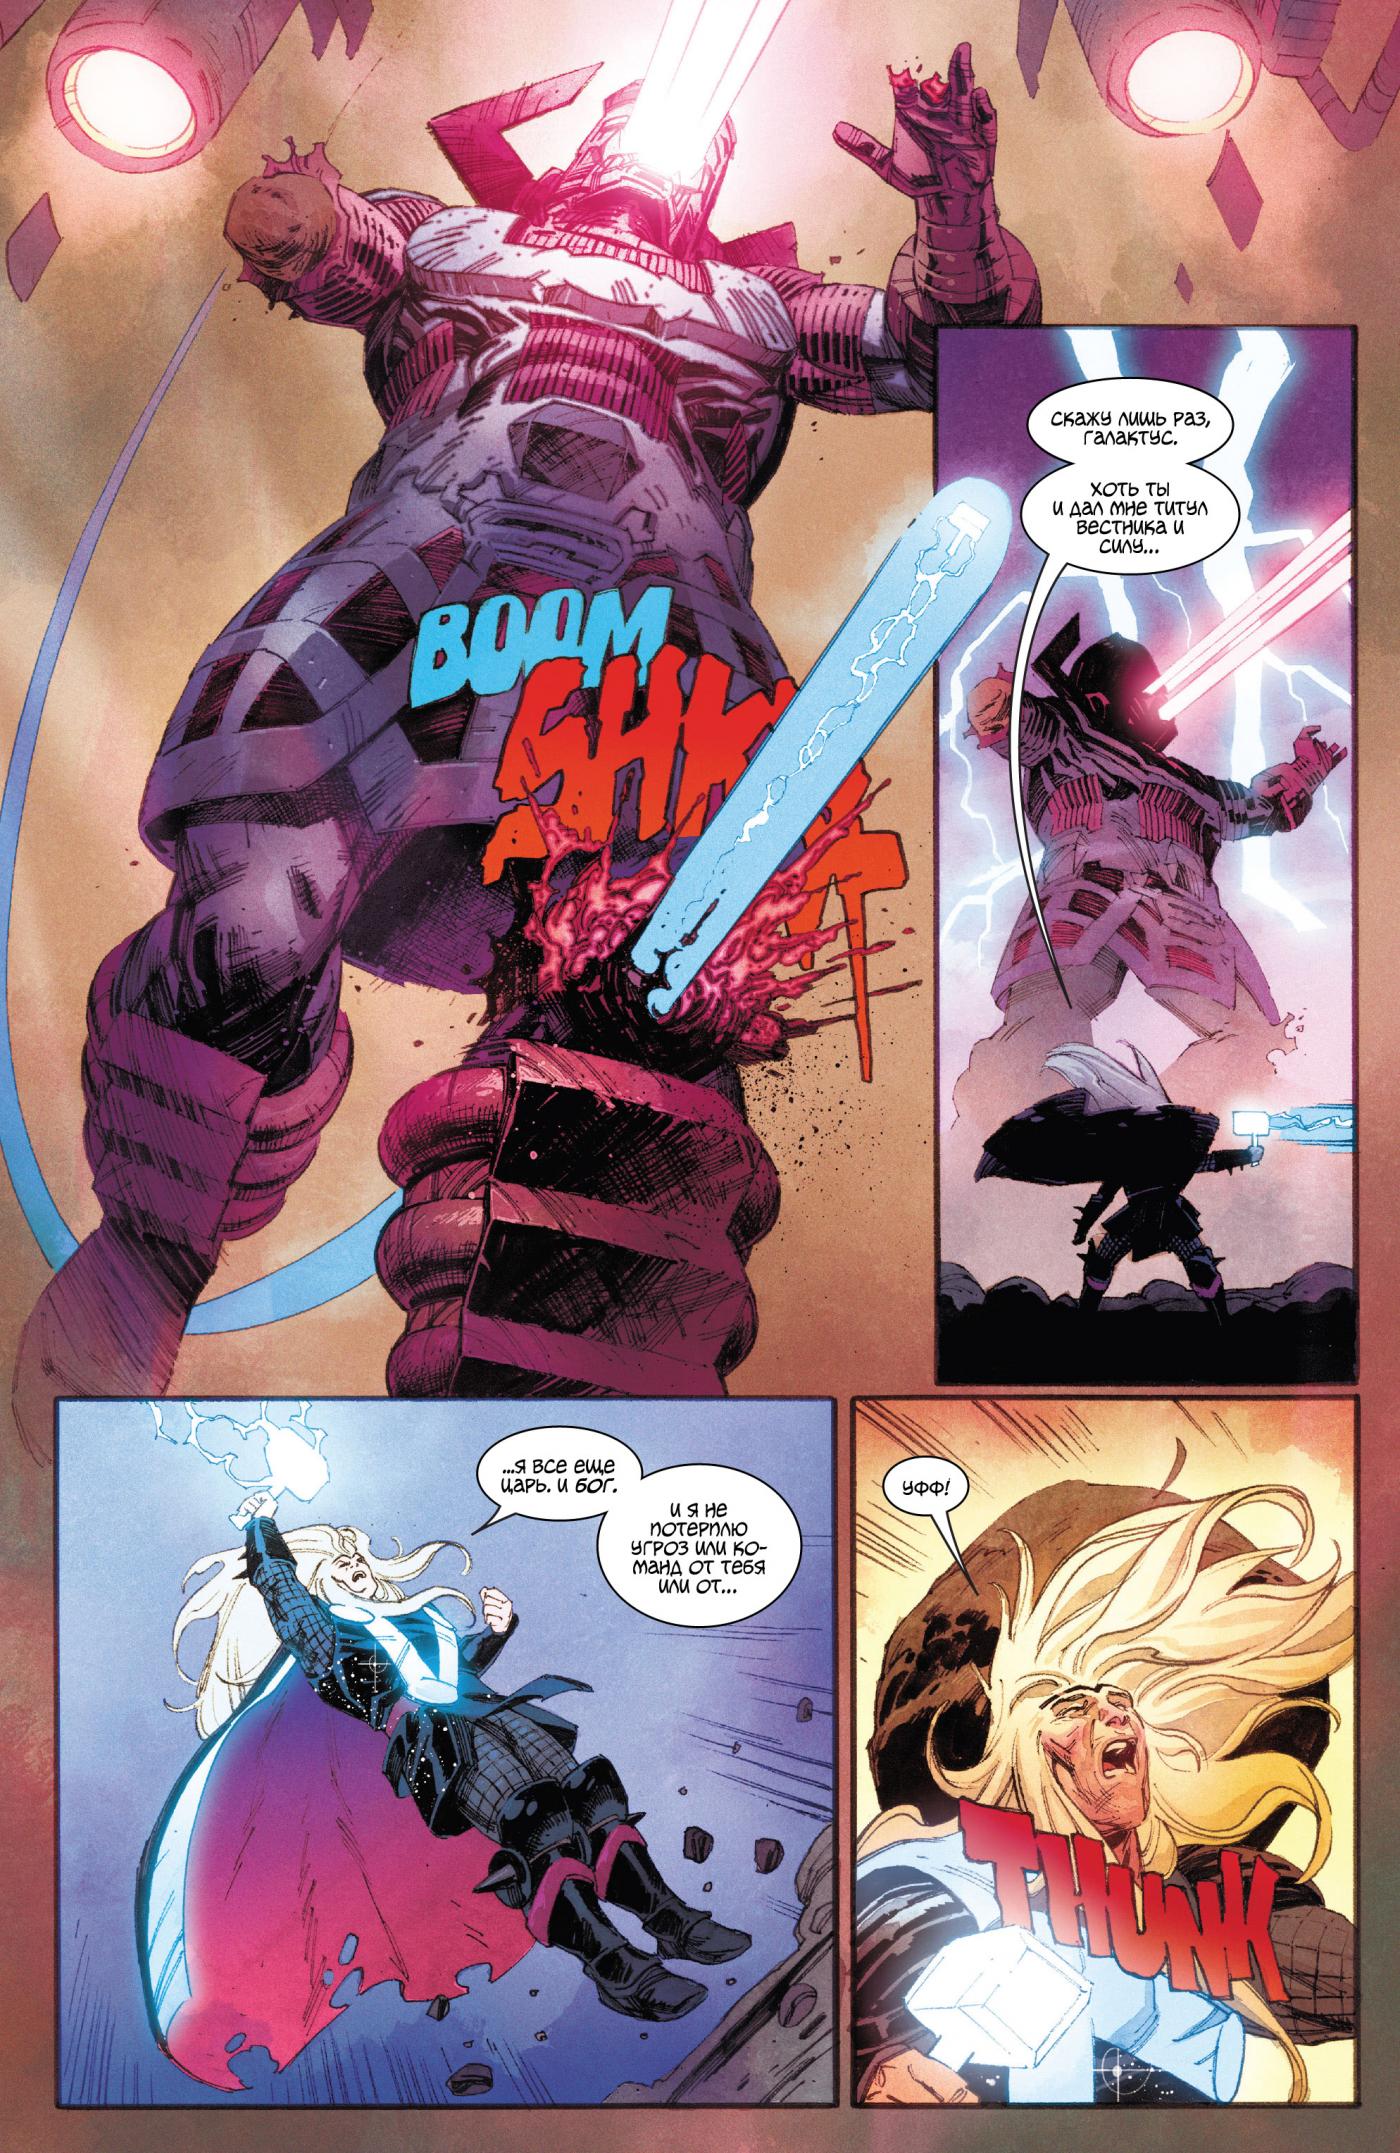 BOOM
СКАЖУ ЛИШЬ РАЗ,
ГАЛАКТУС.
ХОТЬ ТЫ
И ДАЛ МНЕ ТИТУЛ
ВЕСТНИКА И
СИЛУ...
...Я ВСЕ ЕЩЕ
ЦАРЬ. И БОГ.
И Я НЕ
ПОТЕРПЛЮ
УГРОЗ ИЛИ КО-
МАНД ОТ ТЕБЯ
ИЛИ ОТ...
УФФ!
THUNK